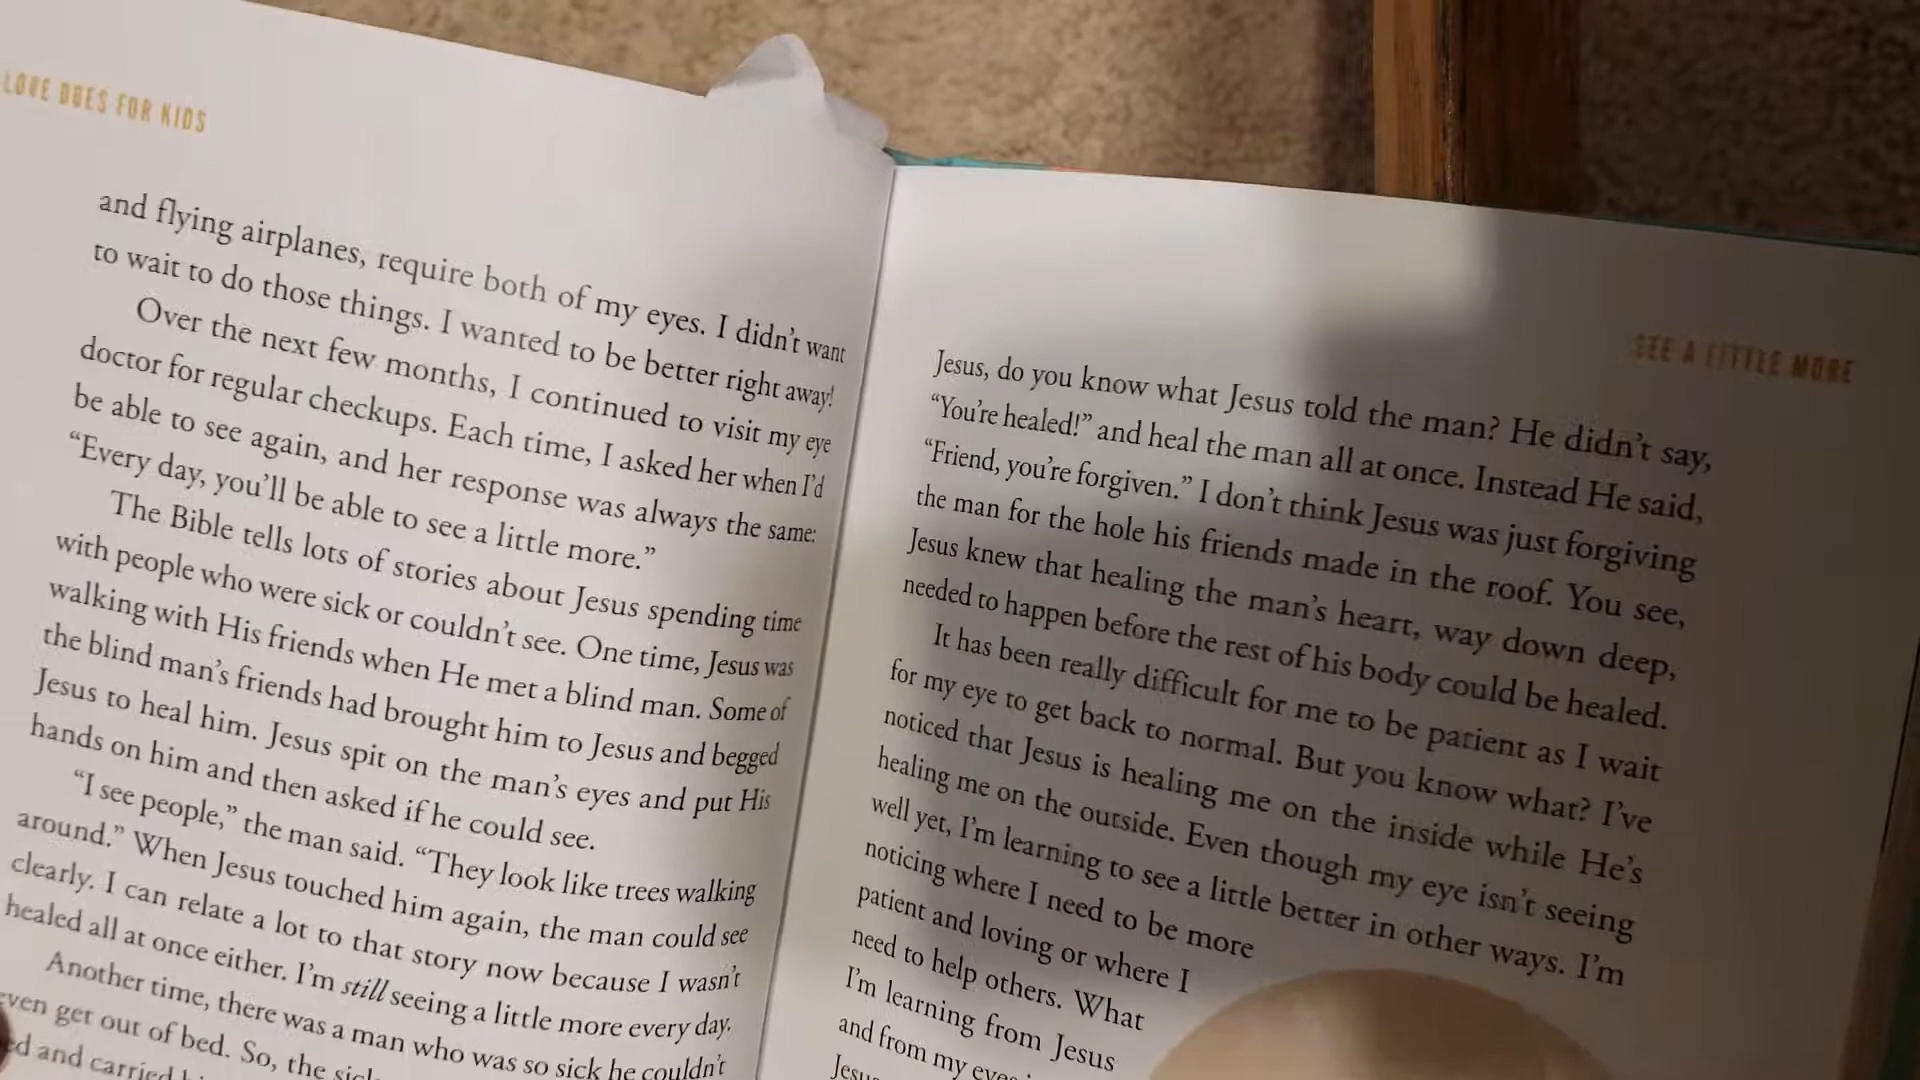 LOVE DOES FOR KIDS
and flying airplanes, require both of my eyes. I didn't want
to wait to do those things. I wanted to be better right away!
Over the next few months, I continued to visit my eye
doctor for regular checkups. Each time, I asked her when I'd
be able to see again, and her response was always the same:
“Every day, you'll be able to see a little more.”
The Bible tells lots of stories about Jesus spending time
with people who were sick or couldn't see. One time, Jesus was
walking with His friends when He met a blind man. Some of
the blind man's friends had brought him to Jesus and begged
Jesus to heal him. Jesus spit on the man's eyes and put His
hands on him and then asked if he could see.
“I see people,” the man said. “They look like trees walking
around.” When Jesus touched him again, the man could see
clearly. I can relate a lot to that story now because I wasn't
healed all at once either. I'm still seeing a little more every day.
Another time, there was a man who was so sick he couldn't
even get out of bed. So, the
and carried
SEE A LITTLE MORE
Jesus, do you know what Jesus told the man? He didn't say,
“You're healed!” and heal the man all at once. Instead He said,
“Friend, you're forgiven.” I don't think Jesus was just forgiving
the man for the hole his friends made in the roof. You see,
Jesus knew that healing the man's heart, way down deep,
needed to happen before the rest of his body could be healed.
It has been really difficult for me to be patient as I wait
for my eye to get back to normal. But you know what? I've
noticed that Jesus is healing me on the inside while He's
healing me on the outside. Even though my eye isn't seeing
well yet, I'm learning to see a little better in other ways. I'm
noticing where I need to be more
patient and loving or where I
need to help others. What
I'm learning from Jesus
and from my eye
Jesus